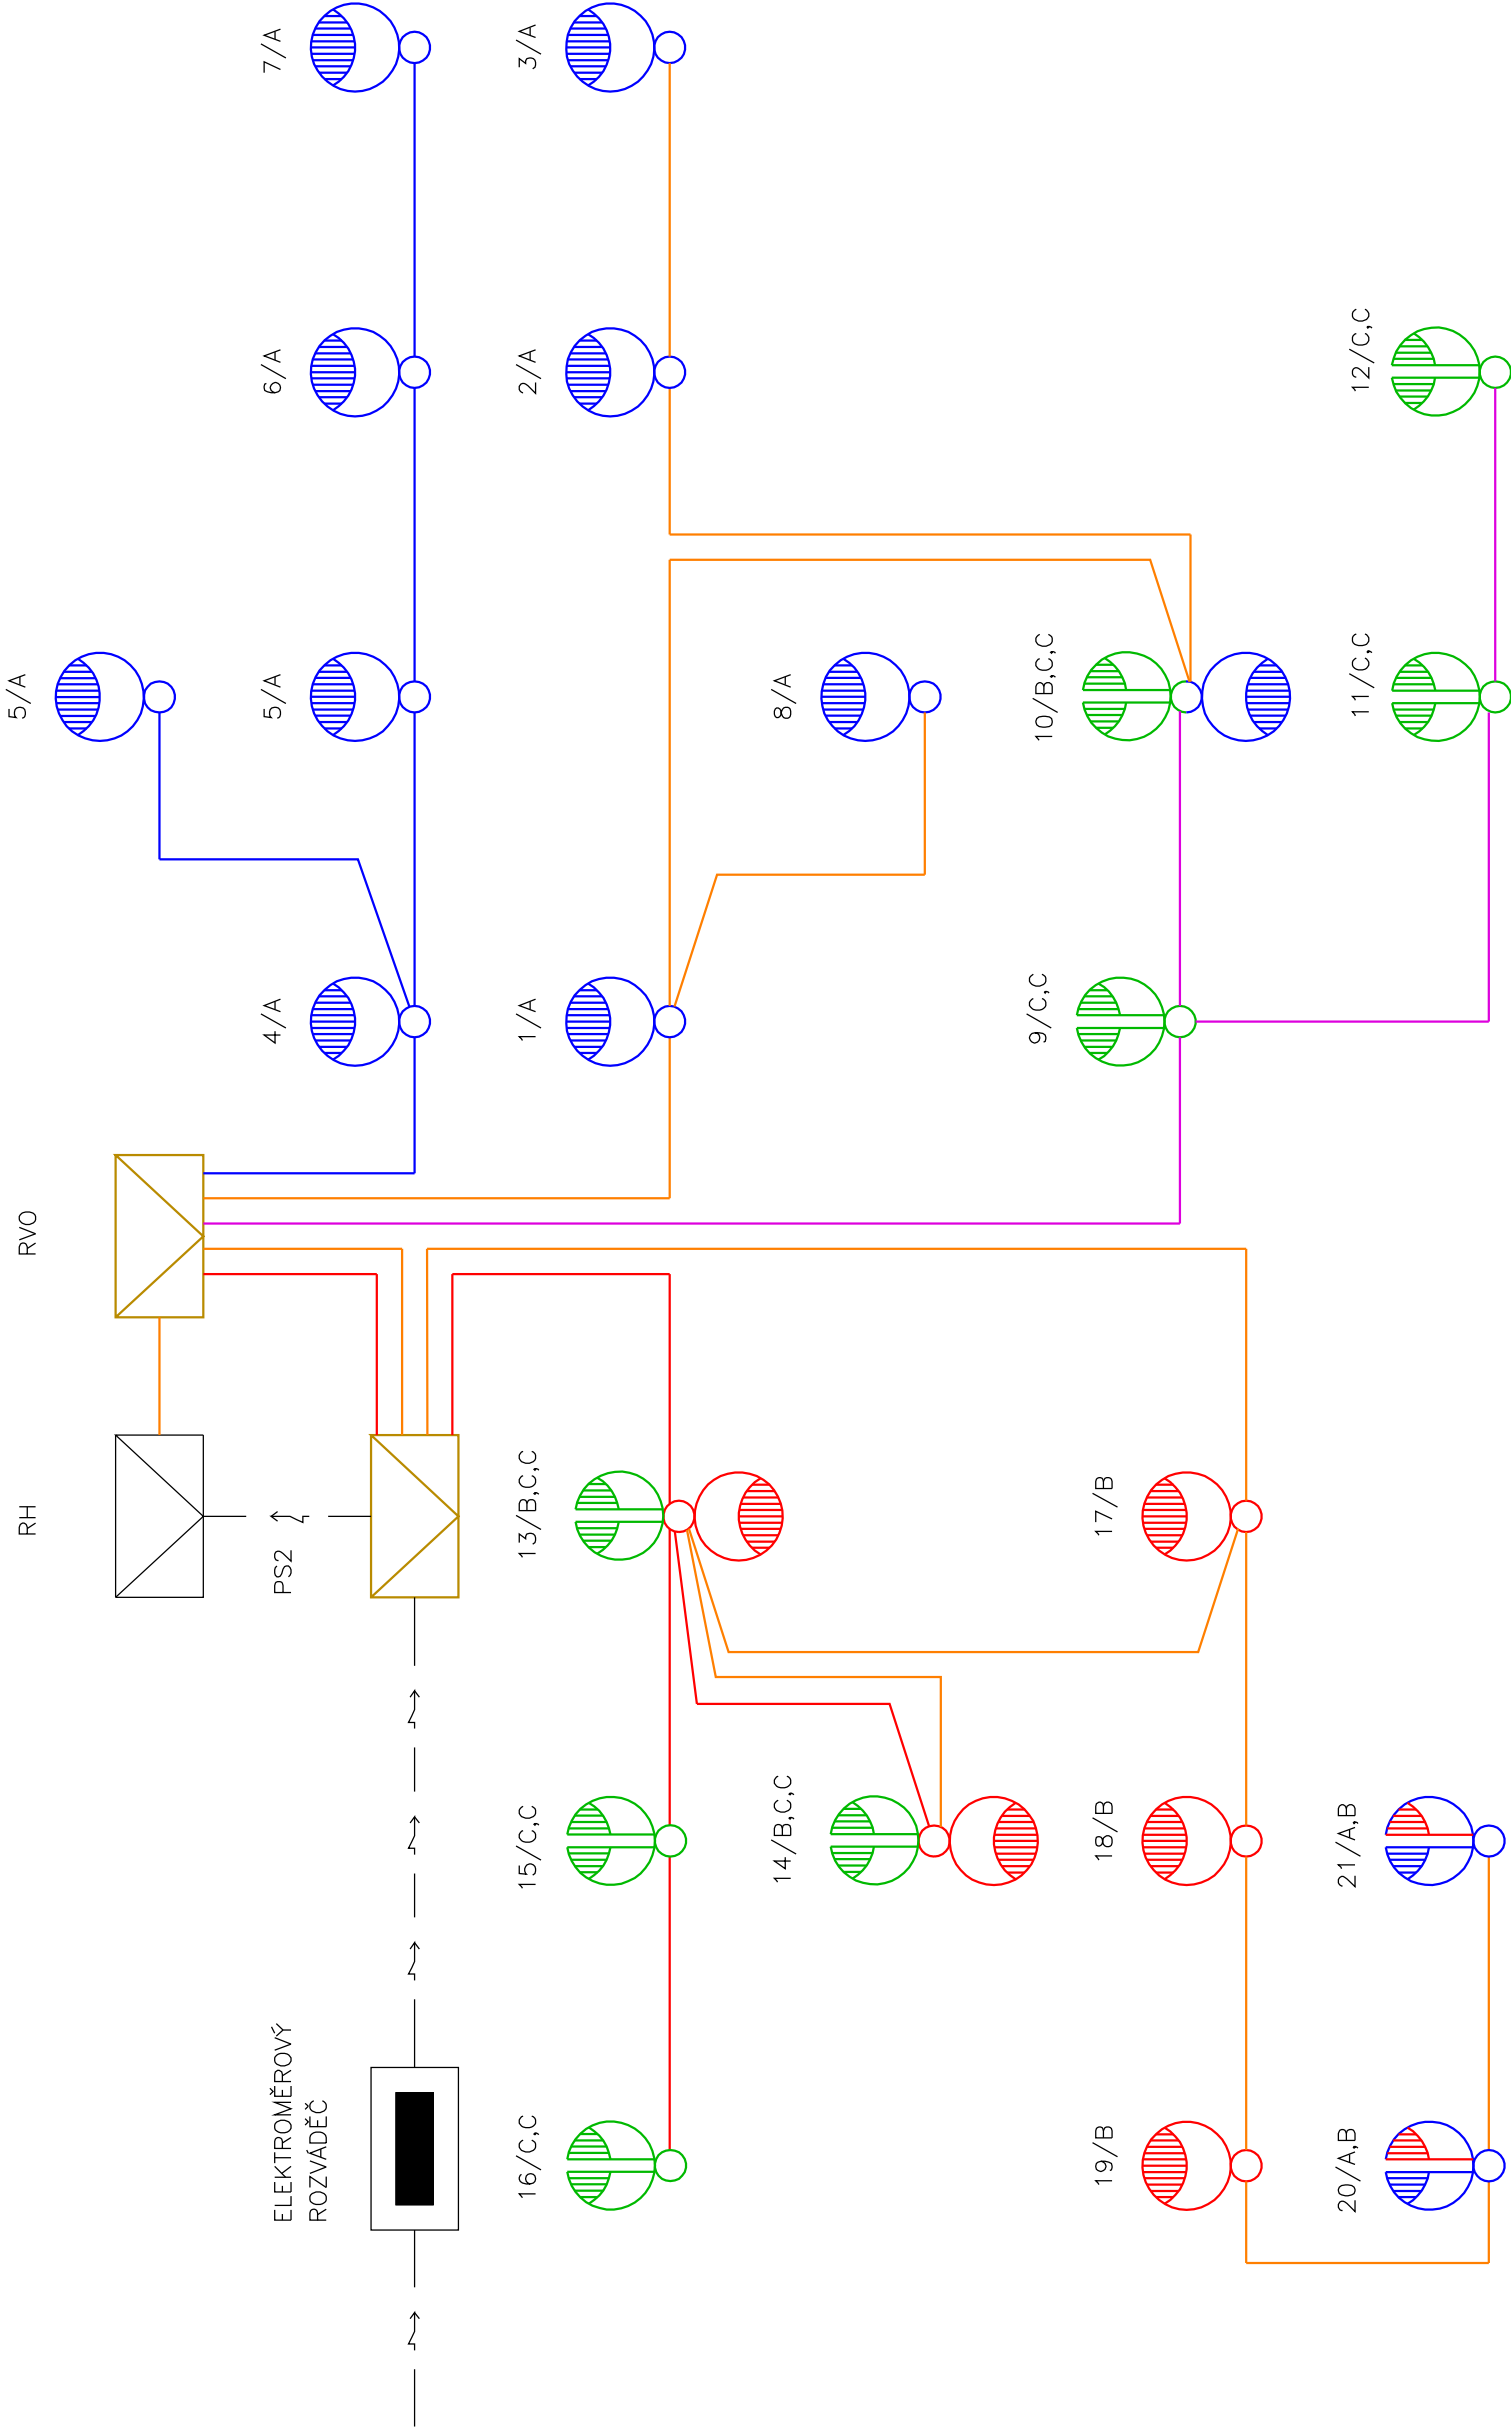 RH
RVO
5/A
ELEKTROMĚROVÝ
ROZVÁDĚČ
PS2
4/A
5/A
6/A
7/A
16/C,C
15/C,C
13/B,C,C
1/A
2/A
3/A
14/B,C,C
8/A
9/C,C
10/B,C,C
19/B
18/B
17/B
20/A,B
21/A,B
11/C,C
12/C,C